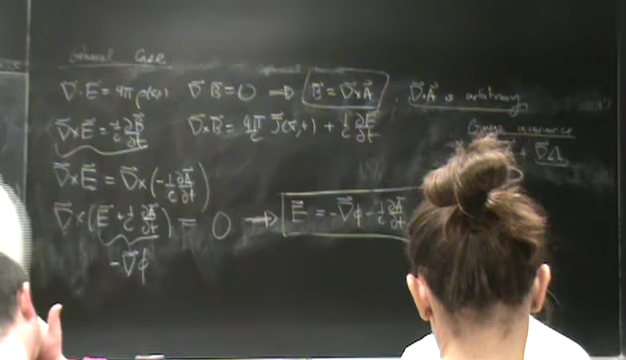 General Case
∇·E⃗ = 4πρ(x,t) ∇·B⃗ = 0 → B⃗ = ∇⃗×A⃗ . ∇⃗·A⃗ is arbitrary
∇⃗×E⃗ = -1/c ∂B⃗/∂t ∇×B⃗ = 4π/c J⃗(x,t) + 1/c ∂E⃗/∂t Gauge invariance
∇⃗×E⃗ = ∇⃗×(-1/c ∂A⃗/∂t) + ∇⃗Λ
∇⃗×(E⃗ + 1/c ∂A⃗/∂t) = 0 → E⃗ = -∇⃗φ - 1/c ∂A⃗/∂t
-∇⃗φ